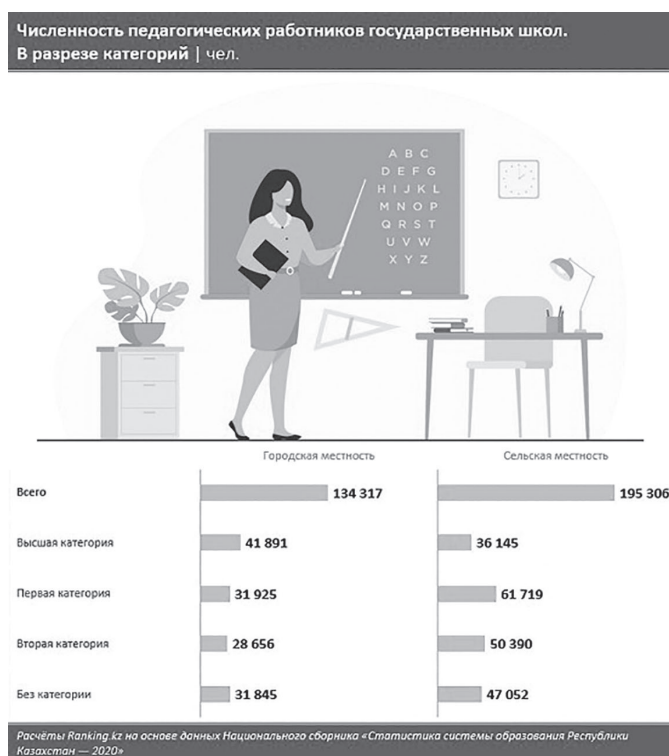 Численность педагогических работников государственных школ.
В разрезе категорий | чел.
A B C
D E F G
H I J K L
M N O P
Q R S T
U V W
X Y Z
Городская местность Сельская местность
Всего 134 317 195 306
Высшая категория 41 891 36 145
Первая категория 31 925 61 719
Вторая категория 28 656 50 390
Без категории 31 845 47 052
Расчёты Ranking.kz на основе данных Национального сборника «Статистика системы образования Республики
Казахстан — 2020»